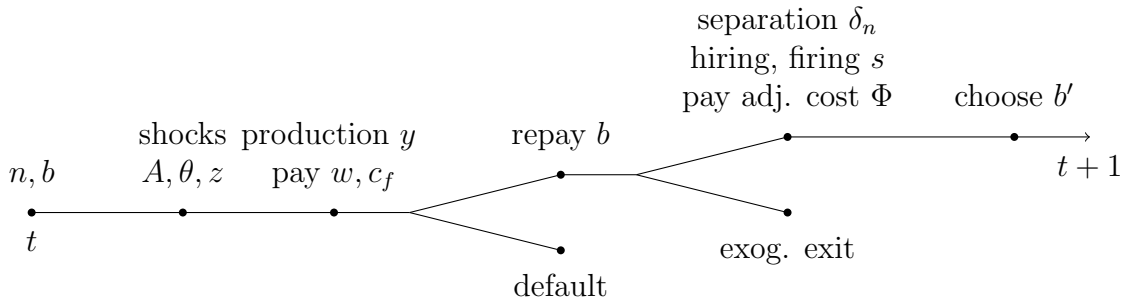 n, b
t
shocks
A, θ, z
production y
pay w, c_f
repay b
default
separation δ_n
hiring, firing s
pay adj. cost Φ
exog. exit
choose b′
t + 1